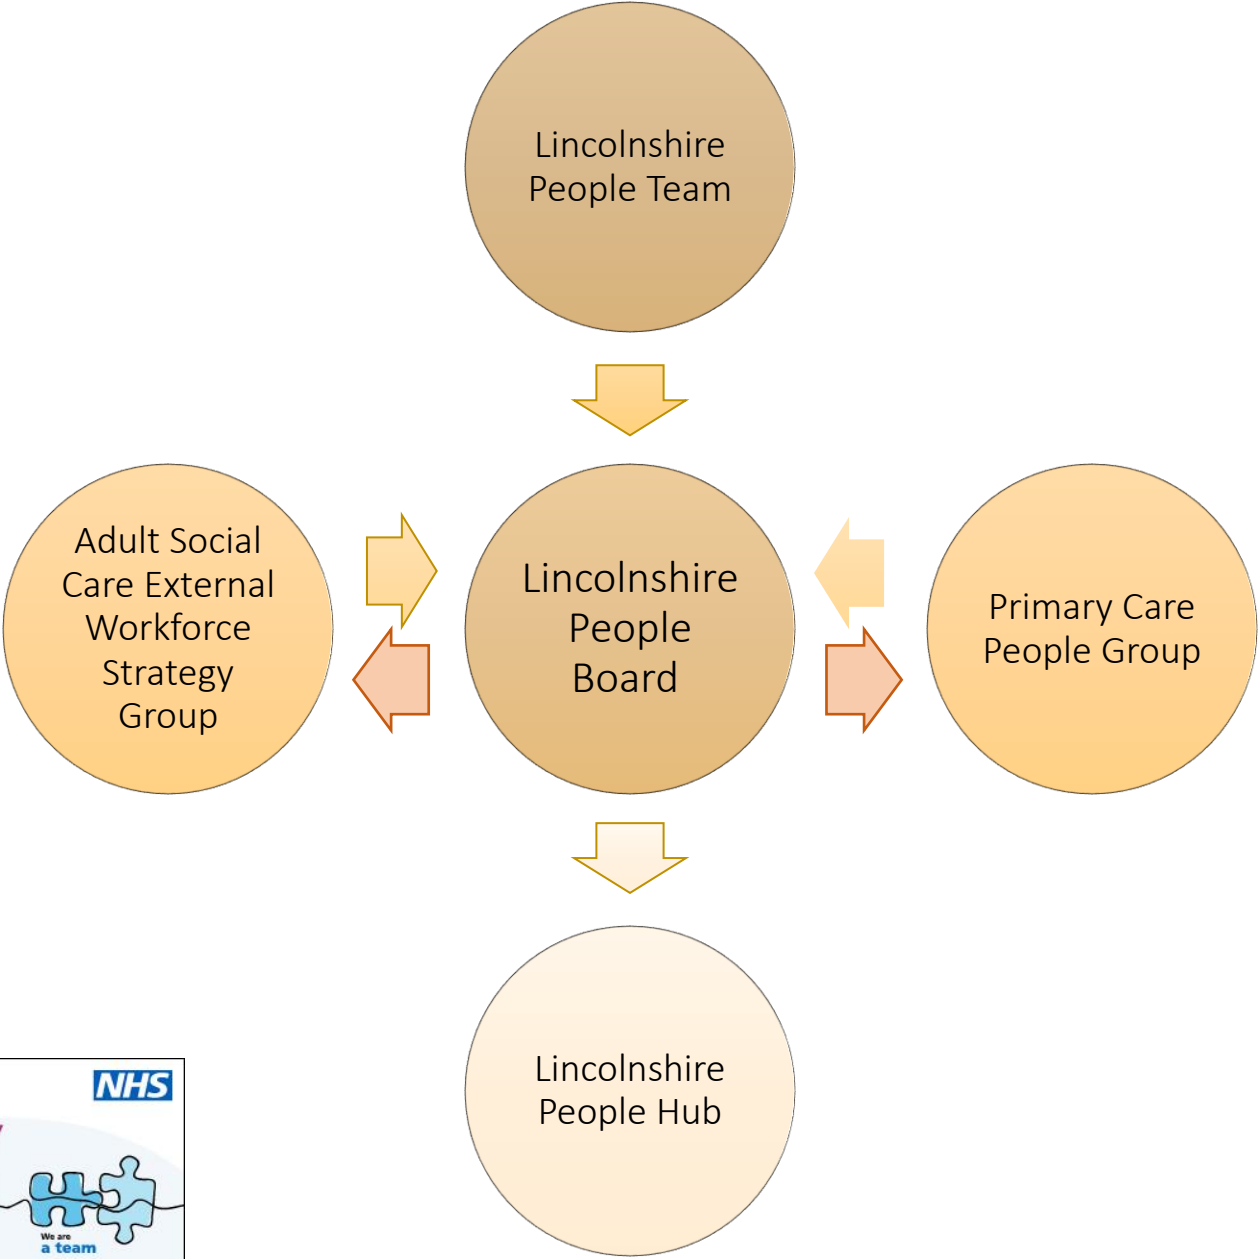 Lincolnshire
People Team
Adult Social
Care External
Workforce
Strategy
Group
Lincolnshire
People
Board
Primary Care
People Group
Lincolnshire
People Hub
NHS
We are
a team